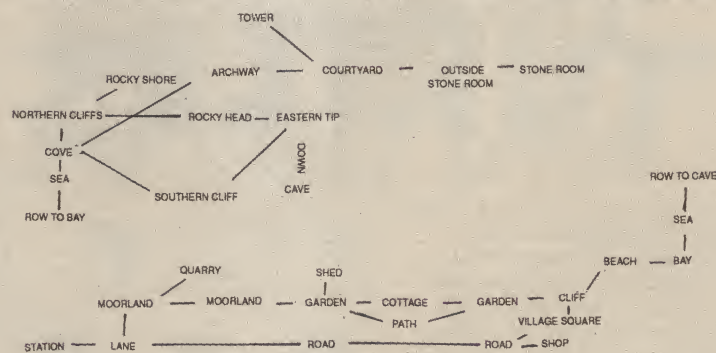 TOWER
ROCKY SHORE ARCHWAY COURTYARD OUTSIDE STONE ROOM STONE ROOM
NORTHERN CLIFFS ROCKY HEAD EASTERN TIP
COVE DOWN
SEA SOUTHERN CLIFF CAVE ROW TO CAVE
ROW TO BAY SEA
QUARRY SHED BEACH BAY
MOORLAND MOORLAND GARDEN COTTAGE GARDEN CLIFF
PATH VILLAGE SQUARE
STATION LANE ROAD ROAD SHOP